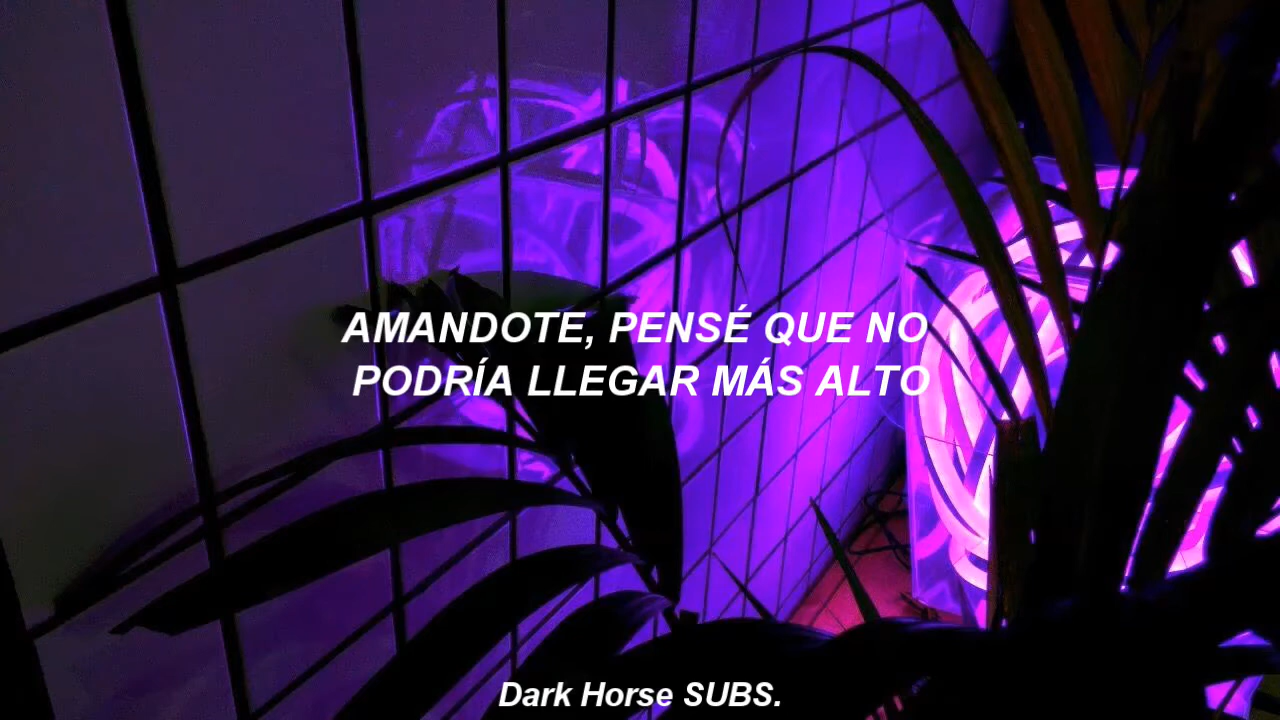 AMANDOTE, PENSÉ QUE NO
PODRÍA LLEGAR MÁS ALTO
Dark Horse SUBS.